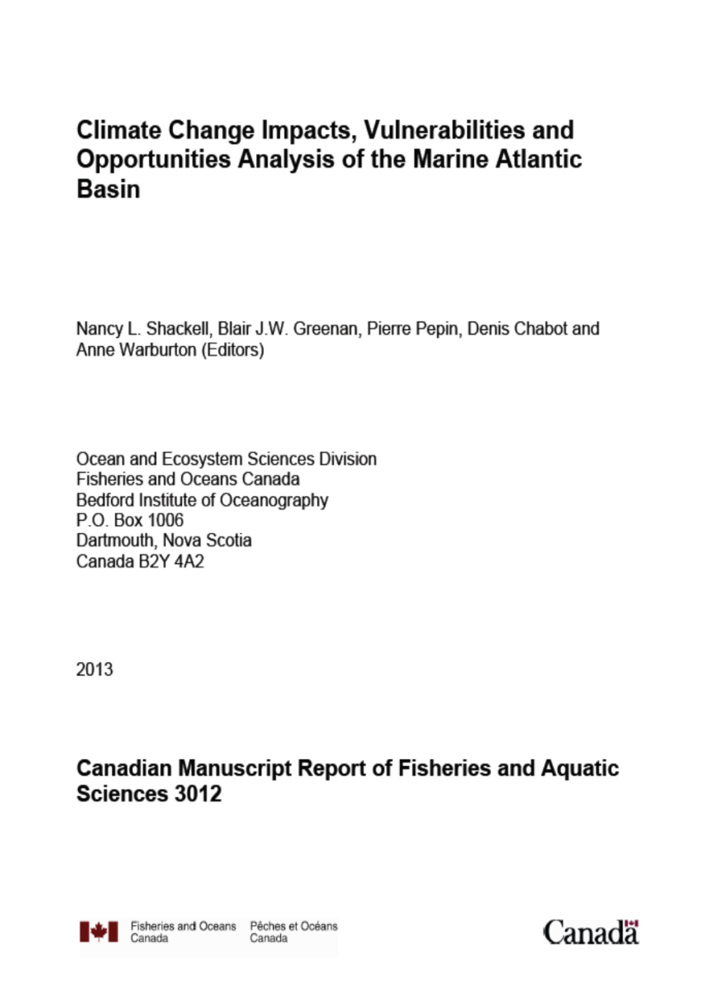 Climate Change Impacts, Vulnerabilities and
Opportunities Analysis of the Marine Atlantic
Basin
Nancy L. Shackell, Blair J.W. Greenan, Pierre Pepin, Denis Chabot and
Anne Warburton (Editors)
Ocean and Ecosystem Sciences Division
Fisheries and Oceans Canada
Bedford Institute of Oceanography
P.O. Box 1006
Dartmouth, Nova Scotia
Canada B2Y 4A2
2013
Canadian Manuscript Report of Fisheries and Aquatic
Sciences 3012
Fisheries and Oceans Pêches et Océans
Canada Canada
Canada